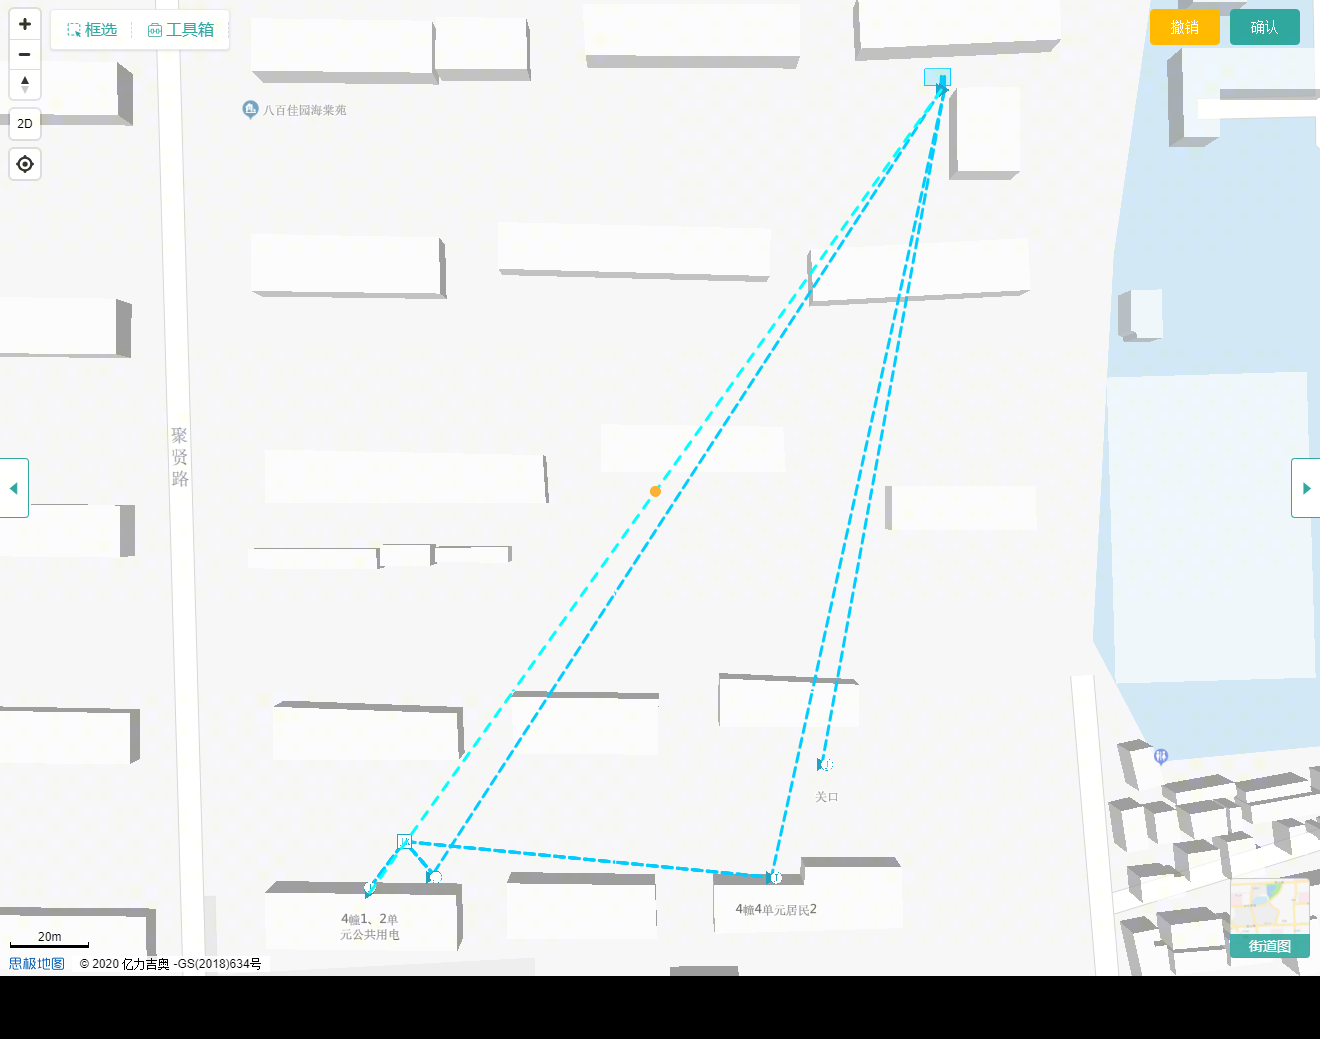 框选 工具箱
撤销 确认
2D
八百佳园海棠苑
聚贤路
关口
4幢1、2单
元公共用电
4幢4单元居民2
20m
思极地图 © 2020 亿力吉奥 -GS(2018)634号
街道图